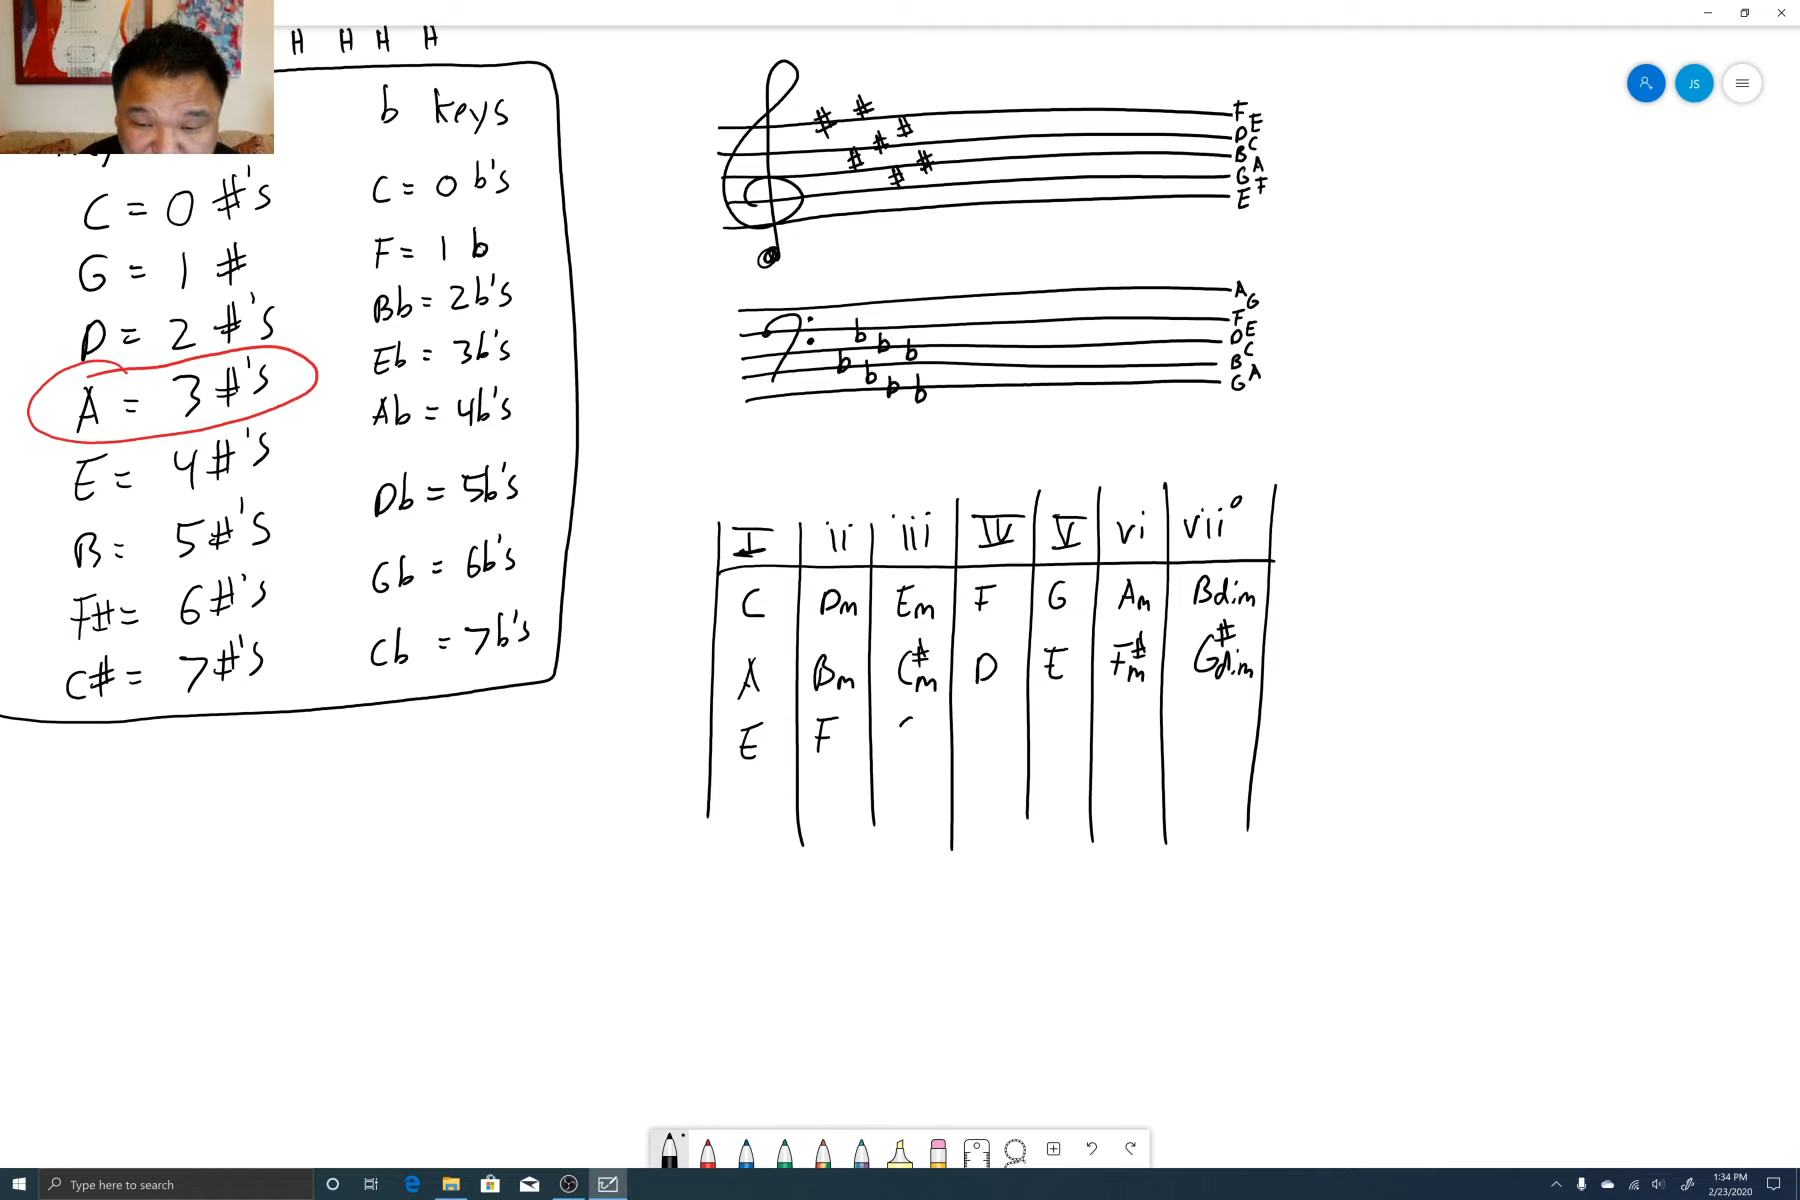 H H H H
JS
b keys
C = 0 #'s
G = 1 #
D = 2 #'s
A = 3 #'s
E = 4 #'s
B = 5 #'s
F# = 6 #'s
C# = 7 #'s
C = 0 b's
F = 1 b
Bb = 2b's
Eb = 3b's
Ab = 4b's
Db = 5b's
Gb = 6b's
Cb = 7b's
# # # # # # #
F
E
D
C
B
A
G
F
E
b b b b b b b
A
G
F
E
D
C
B
A
G
I ii iii IV V vi vii°
C Dm Em F G Am Bdim
A Bm C#m D E F#m G#dim
E F
Type here to search
1:34 PM
2/23/2020